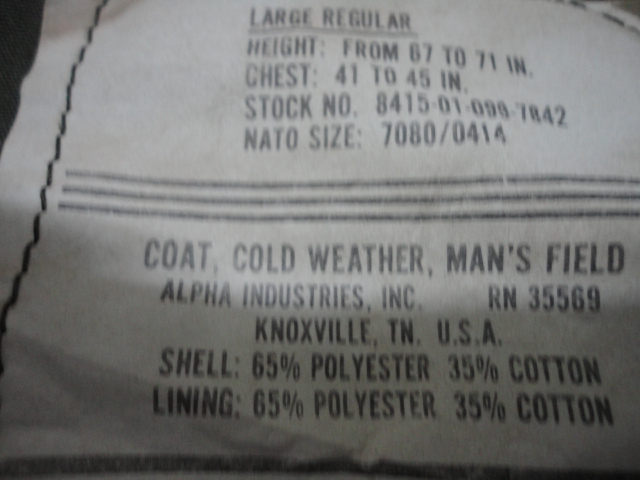 LARGE REGULAR
HEIGHT: FROM 67 TO 71 IN.
CHEST: 41 TO 45 IN.
STOCK NO. 8415-01-099-7842
NATO SIZE: 7080/0414
COAT, COLD WEATHER, MAN'S FIELD
ALPHA INDUSTRIES, INC. RN 35569
KNOXVILLE, TN. U.S.A.
SHELL: 65% POLYESTER 35% COTTON
LINING: 65% POLYESTER 35% COTTON